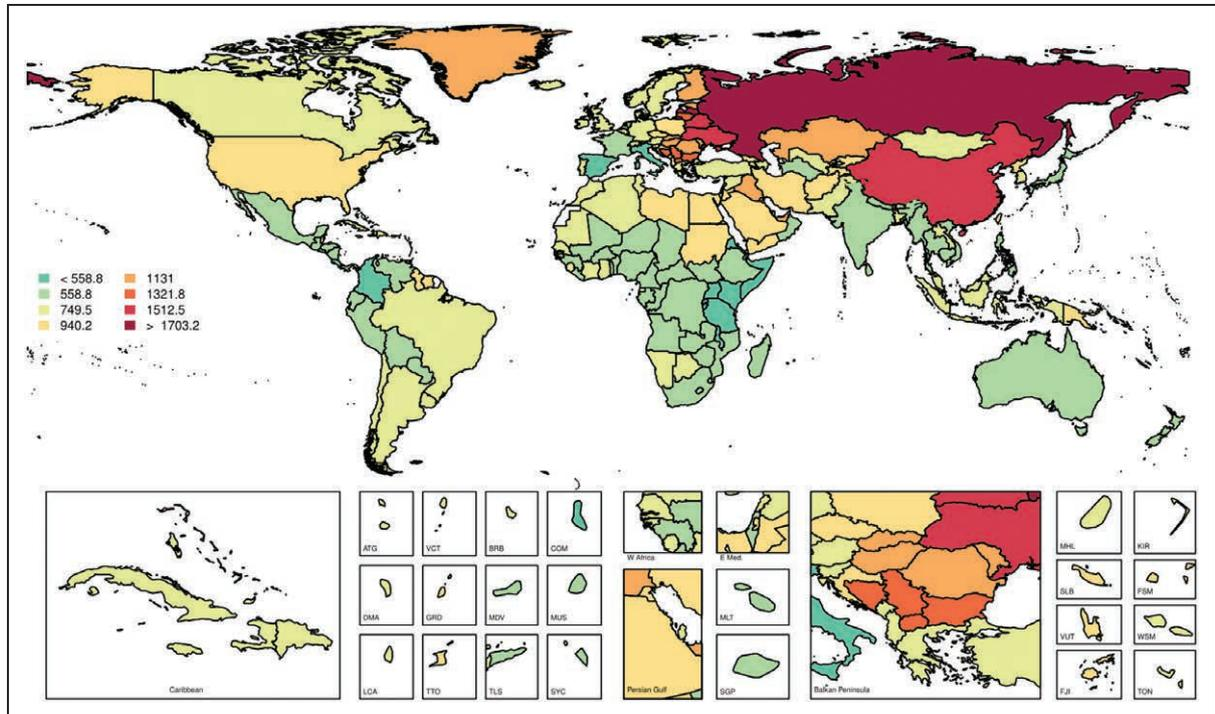 < 558.8
558.8
749.5
940.2
1131
1321.8
1512.5
> 1703.2
Caribbean
ATG
VCT
BRB
COM
DMA
GRD
MDV
MUS
LCA
TTO
TLS
SYC
W Africa
E Med.
Persian Gulf
MLT
SGP
Balkan Peninsula
MHL
KIR
SLB
FSM
VUT
WSM
FJI
TON